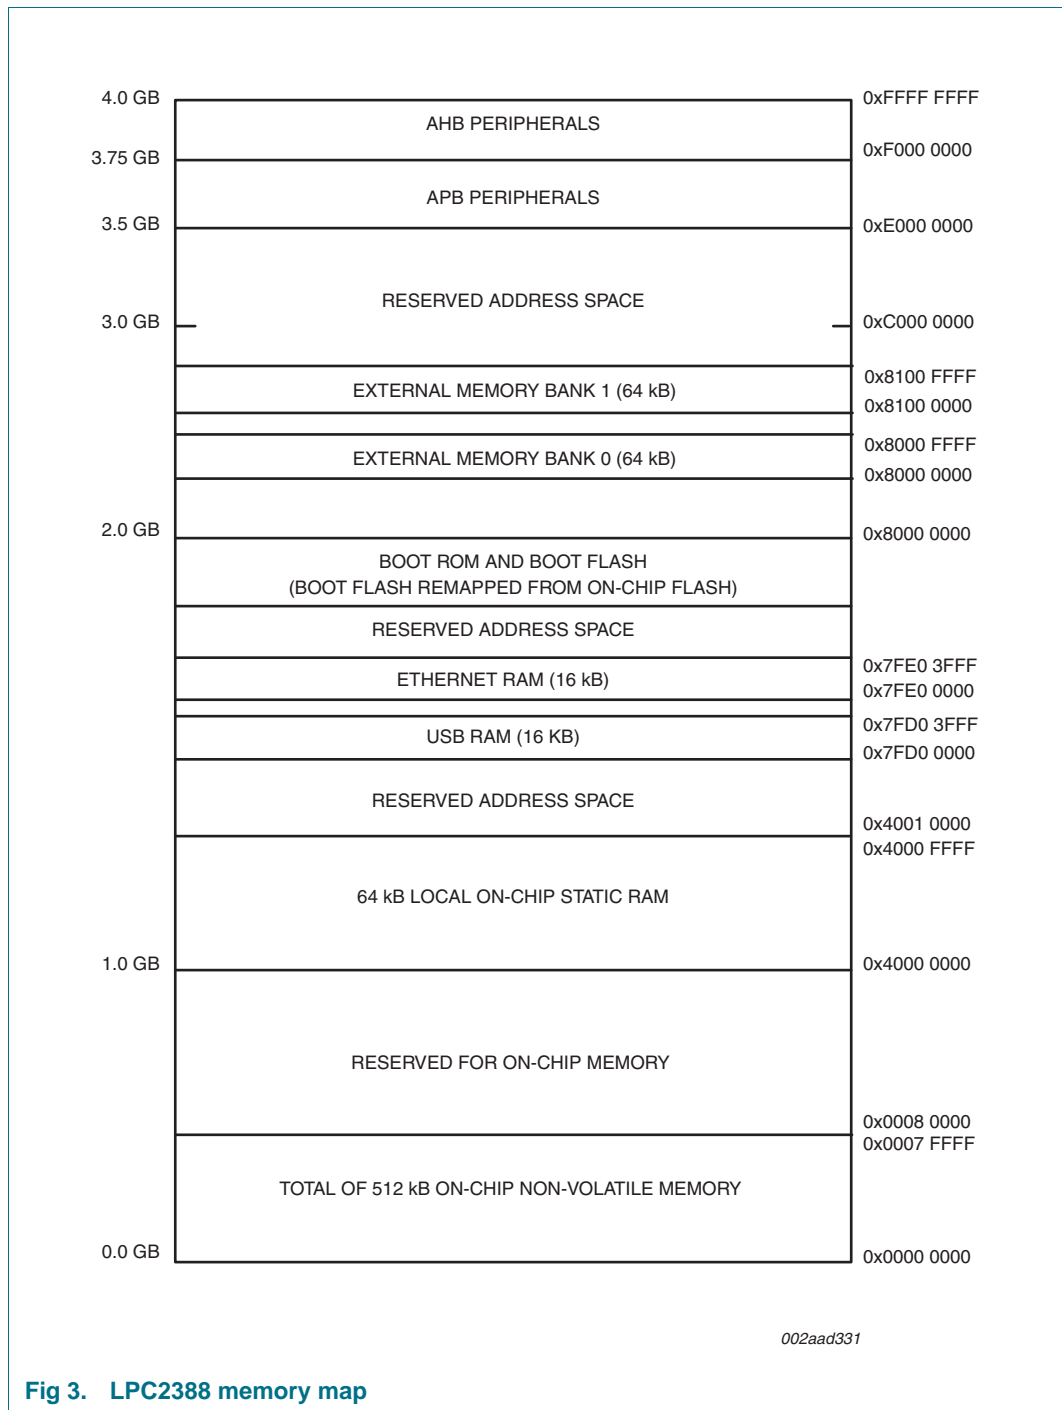 4.0 GB
0xFFFF FFFF
AHB PERIPHERALS
3.75 GB
0xF000 0000
APB PERIPHERALS
3.5 GB
0xE000 0000
RESERVED ADDRESS SPACE
3.0 GB
0xC000 0000
0x8100 FFFF
EXTERNAL MEMORY BANK 1 (64 kB)
0x8100 0000
0x8000 FFFF
EXTERNAL MEMORY BANK 0 (64 kB)
0x8000 0000
2.0 GB
0x8000 0000
BOOT ROM AND BOOT FLASH
(BOOT FLASH REMAPPED FROM ON-CHIP FLASH)
RESERVED ADDRESS SPACE
0x7FE0 3FFF
ETHERNET RAM (16 kB)
0x7FE0 0000
0x7FD0 3FFF
USB RAM (16 KB)
0x7FD0 0000
RESERVED ADDRESS SPACE
0x4001 0000
0x4000 FFFF
64 kB LOCAL ON-CHIP STATIC RAM
1.0 GB
0x4000 0000
RESERVED FOR ON-CHIP MEMORY
0x0008 0000
0x0007 FFFF
TOTAL OF 512 kB ON-CHIP NON-VOLATILE MEMORY
0.0 GB
0x0000 0000
002aad331
Fig 3. LPC2388 memory map